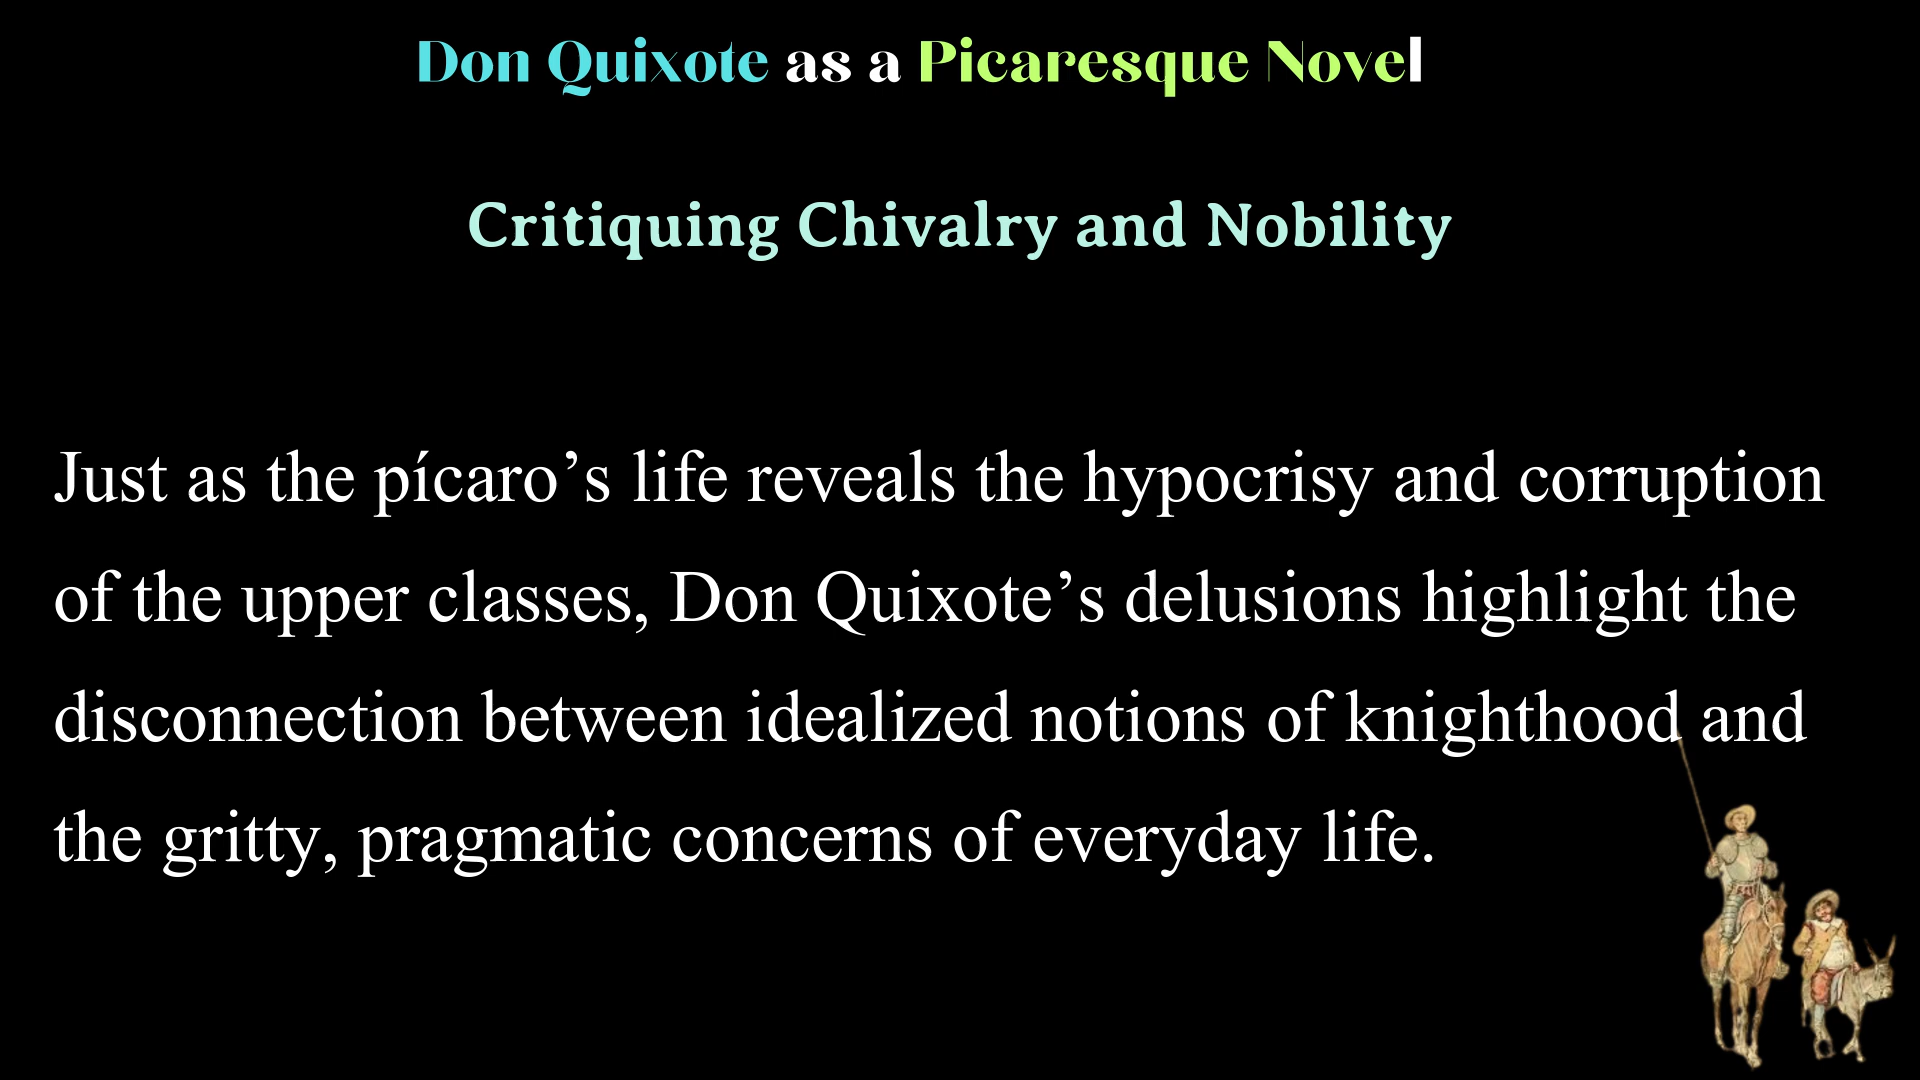 Don Quixote as a Picaresque Novel
Critiquing Chivalry and Nobility
Just as the pícaro’s life reveals the hypocrisy and corruption
of the upper classes, Don Quixote’s delusions highlight the
disconnection between idealized notions of knighthood and
the gritty, pragmatic concerns of everyday life.